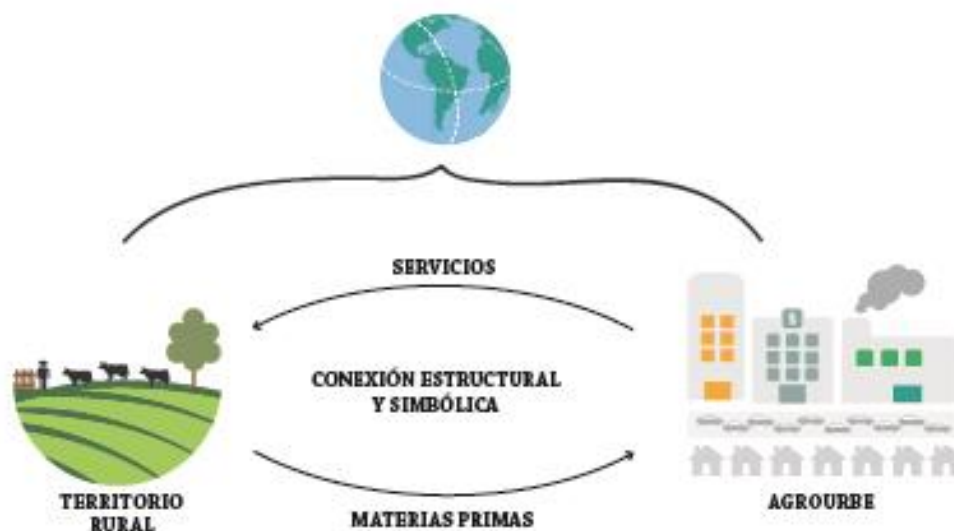 SERVICIOS
CONEXIÓN ESTRUCTURAL
Y SIMBÓLICA
TERRITORIO
RURAL
MATERIAS PRIMAS
AGROURBE